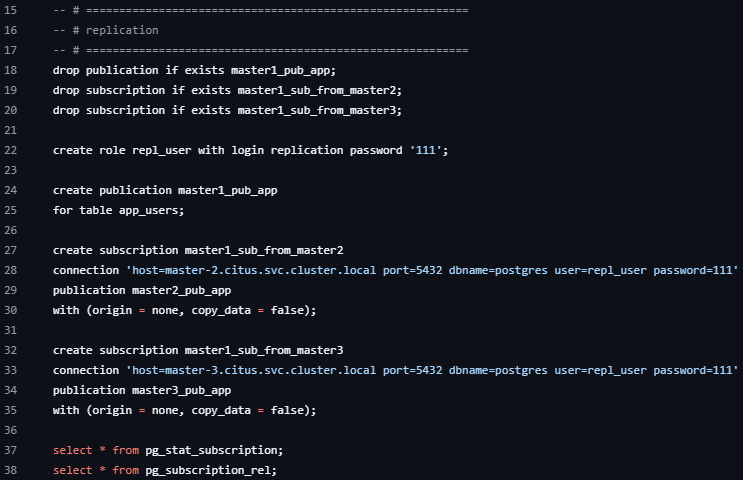 15 -- # ==========================================================
16 -- # replication
17 -- # ==========================================================
18 drop publication if exists master1_pub_app;
19 drop subscription if exists master1_sub_from_master2;
20 drop subscription if exists master1_sub_from_master3;
21
22 create role repl_user with login replication password '111';
23
24 create publication master1_pub_app
25 for table app_users;
26
27 create subscription master1_sub_from_master2
28 connection 'host=master-2.citus.svc.cluster.local port=5432 dbname=postgres user=repl_user password=111'
29 publication master2_pub_app
30 with (origin = none, copy_data = false);
31
32 create subscription master1_sub_from_master3
33 connection 'host=master-3.citus.svc.cluster.local port=5432 dbname=postgres user=repl_user password=111'
34 publication master3_pub_app
35 with (origin = none, copy_data = false);
36
37 select * from pg_stat_subscription;
38 select * from pg_subscription_rel;